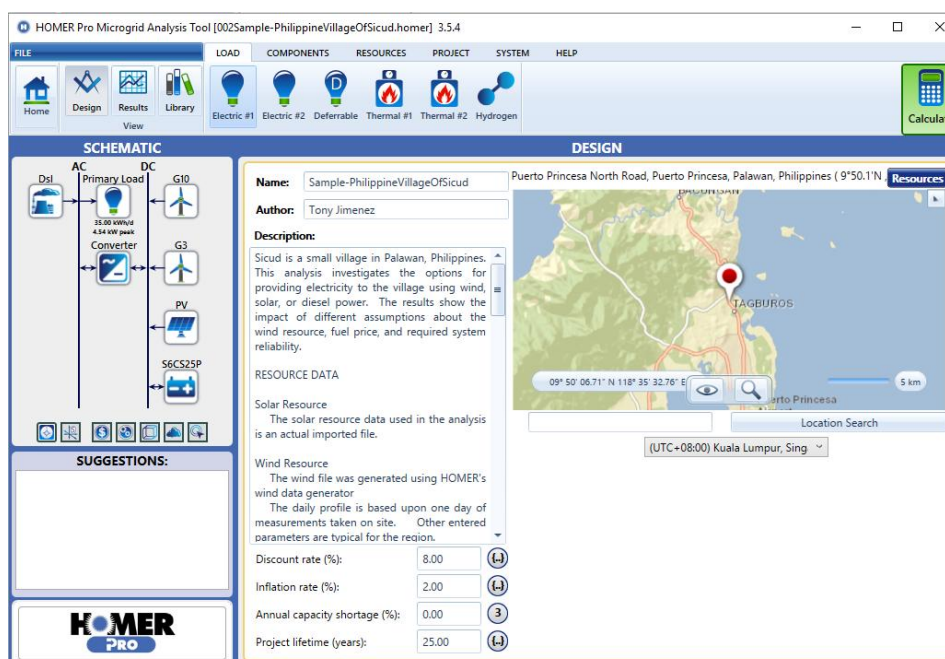 HOMER Pro Microgrid Analysis Tool [002Sample-PhilippineVillageOfSicud.homer] 3.5.4
FILE
LOAD COMPONENTS RESOURCES PROJECT SYSTEM HELP
Home
Design Results Library
View
Electric #1 Electric #2 Deferrable Thermal #1 Thermal #2 Hydrogen
Calculat
SCHEMATIC
AC DC
Dsl Primary Load G10
35.00 kWh/d
4.54 kW peak
Converter G3
PV
S6CS25P
SUGGESTIONS:
HOMER
PRO
DESIGN
Name: Sample-PhilippineVillageOfSicud
Author: Tony Jimenez
Description:
Sicud is a small village in Palawan, Philippines.
This analysis investigates the options for
providing electricity to the village using wind,
solar, or diesel power. The results show the
impact of different assumptions about the
wind resource, fuel price, and required system
reliability.
RESOURCE DATA
Solar Resource
The solar resource data used in the analysis
is an actual imported file.
Wind Resource
The wind file was generated using HOMER's
wind data generator
The daily profile is based upon one day of
measurements taken on site. Other entered
parameters are typical for the region.
Discount rate (%): 8.00 {..}
Inflation rate (%): 2.00 {..}
Annual capacity shortage (%): 0.00 3
Project lifetime (years): 25.00 {..}
Puerto Princesa North Road, Puerto Princesa, Palawan, Philippines ( 9°50.1'N , Resources
BACUNGAN
TAGBUROS
09° 50' 06.71" N 118° 35' 32.76" E
5 km
erto Princesa
Location Search
(UTC+08:00) Kuala Lumpur, Sing